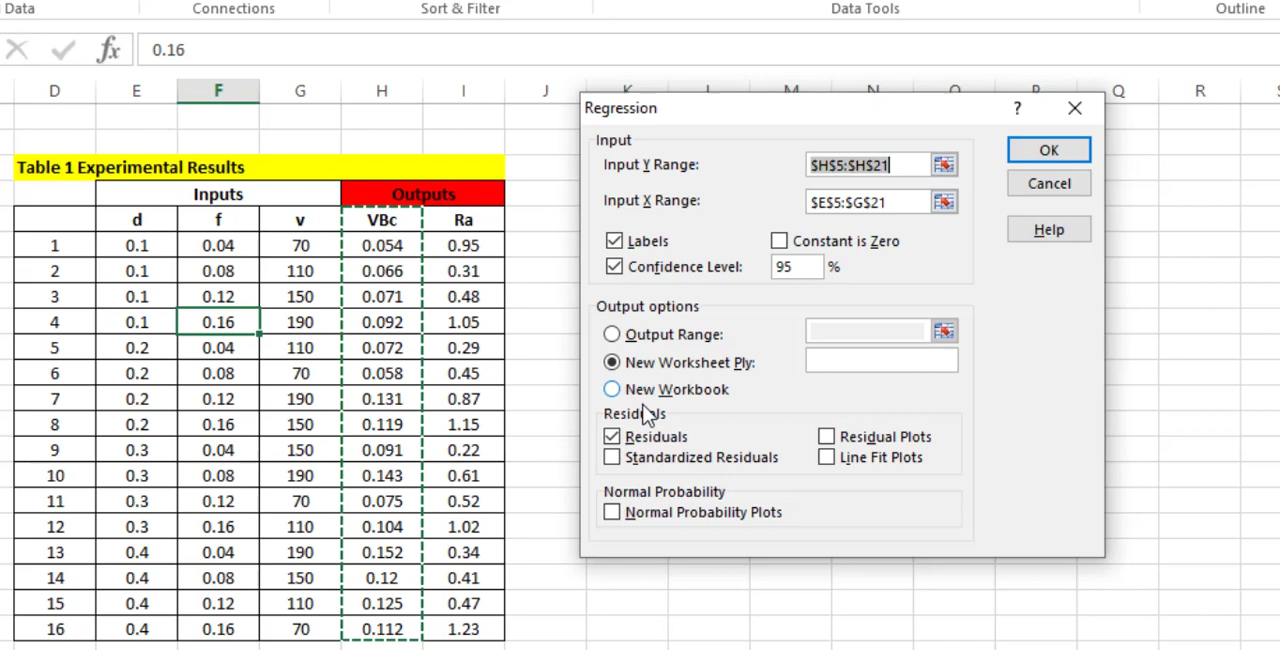 Data Connections Sort & Filter Data Tools Outline
fx 0.16
D E F G H I J K L M N O P Q R S
Table 1 Experimental Results
Inputs Outputs
d f v VBc Ra
1 0.1 0.04 70 0.054 0.95
2 0.1 0.08 110 0.066 0.31
3 0.1 0.12 150 0.071 0.48
4 0.1 0.16 190 0.092 1.05
5 0.2 0.04 110 0.072 0.29
6 0.2 0.08 70 0.058 0.45
7 0.2 0.12 190 0.131 0.87
8 0.2 0.16 150 0.119 1.15
9 0.3 0.04 150 0.091 0.22
10 0.3 0.08 190 0.143 0.61
11 0.3 0.12 70 0.075 0.52
12 0.3 0.16 110 0.104 1.02
13 0.4 0.04 190 0.152 0.34
14 0.4 0.08 150 0.12 0.41
15 0.4 0.12 110 0.125 0.47
16 0.4 0.16 70 0.112 1.23
Regression ?
Input
Input Y Range: $H$5:$H$21 OK
Input X Range: $E$5:$G$21 Cancel
Help
Labels Constant is Zero
Confidence Level: 95 %
Output options
Output Range:
New Worksheet Ply:
New Workbook
Residuals
Residuals Residual Plots
Standardized Residuals Line Fit Plots
Normal Probability
Normal Probability Plots